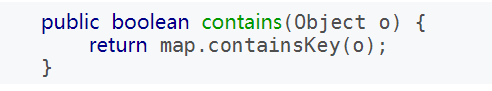 public boolean contains(Object o) {
    return map.containsKey(o);
}